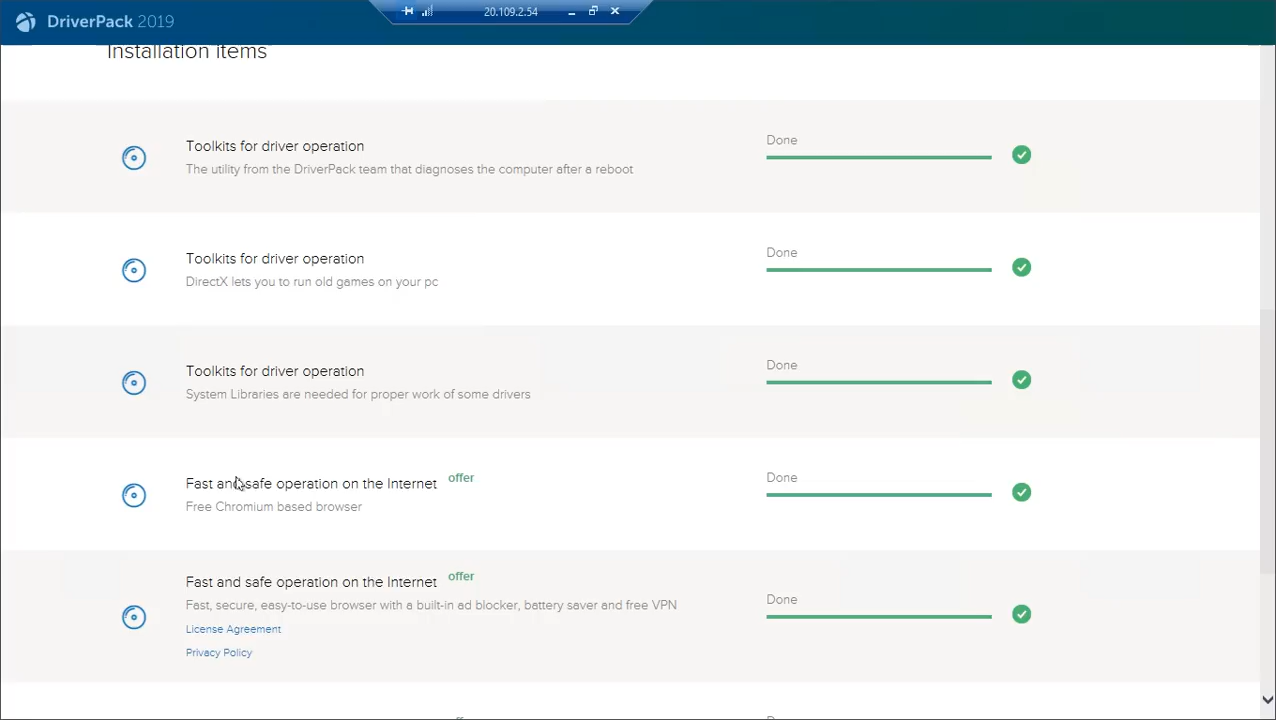 DriverPack 2019
20.109.2.54
Installation items
Toolkits for driver operation
The utility from the DriverPack team that diagnoses the computer after a reboot
Done
Toolkits for driver operation
DirectX lets you to run old games on your pc
Done
Toolkits for driver operation
System Libraries are needed for proper work of some drivers
Done
Fast and safe operation on the Internet offer
Free Chromium based browser
Done
Fast and safe operation on the Internet offer
Fast, secure, easy-to-use browser with a built-in ad blocker, battery saver and free VPN
License Agreement
Privacy Policy
Done